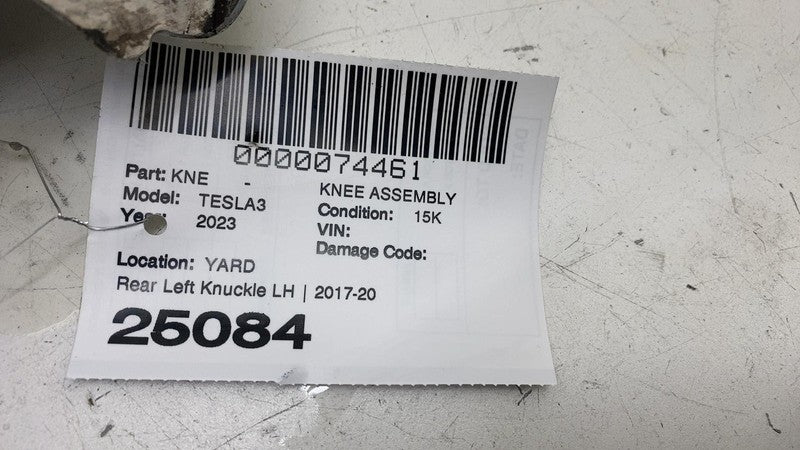 0000074461
Part: KNE - KNEE ASSEMBLY
Model: TESLA3 Condition: 15K
Year: 2023 VIN:
Damage Code:
Location: YARD
Rear Left Knuckle LH | 2017-20
25084